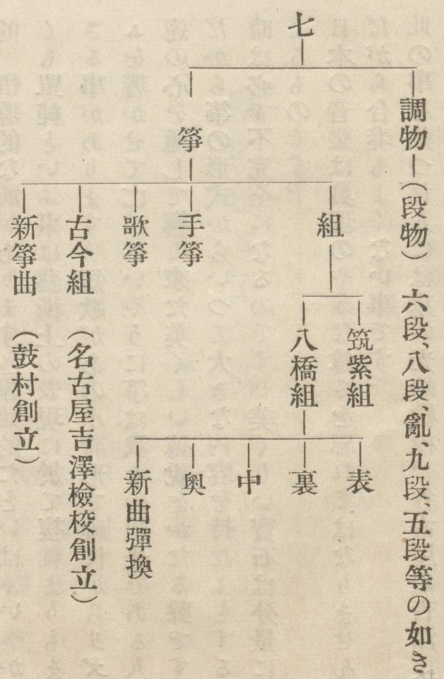 七
調物―(段物) 六段、八段、亂、九段、五段等の如き
箏
組
筑紫組
八橋組
表
裏
中
奥
新曲彈換
手箏
歌箏
古今組 (名古屋吉澤檢校創立)
新箏曲 (鼓村創立)